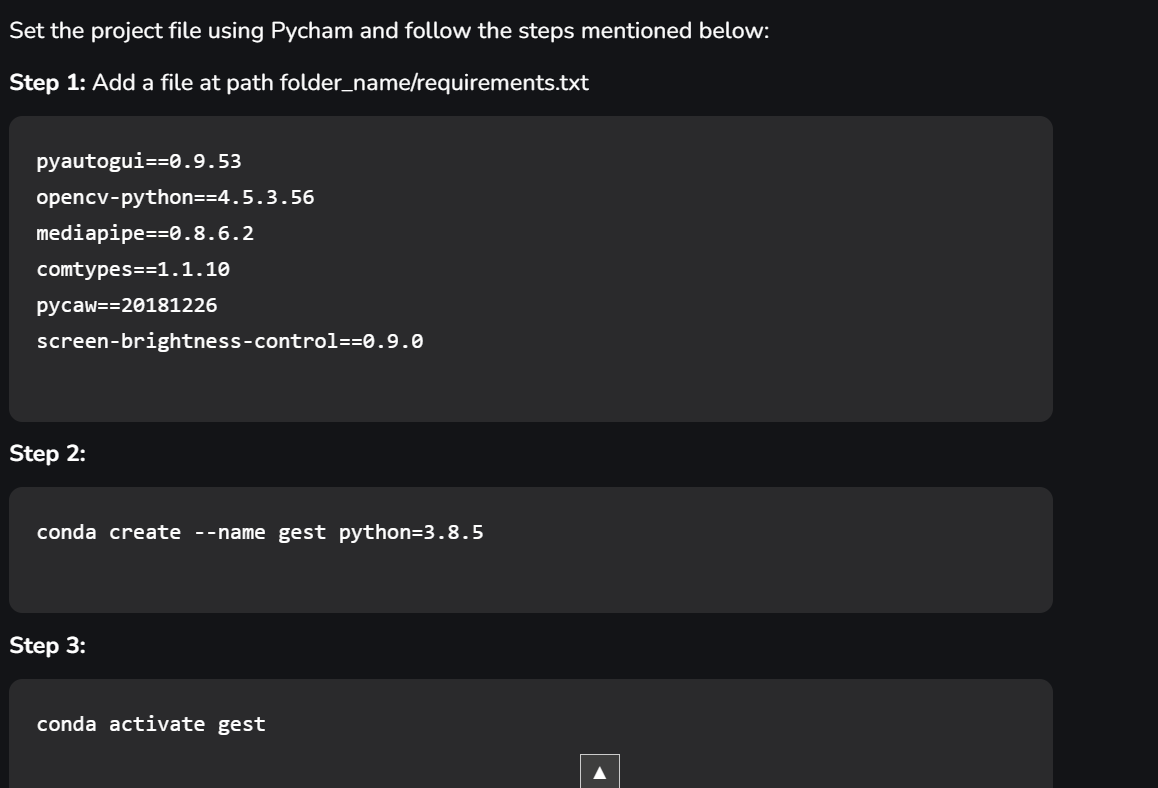 Set the project file using Pycham and follow the steps mentioned below:
Step 1: Add a file at path folder_name/requirements.txt
pyautogui==0.9.53
opencv-python==4.5.3.56
mediapipe==0.8.6.2
comtypes==1.1.10
pycaw==20181226
screen-brightness-control==0.9.0
Step 2:
conda create --name gest python=3.8.5
Step 3:
conda activate gest